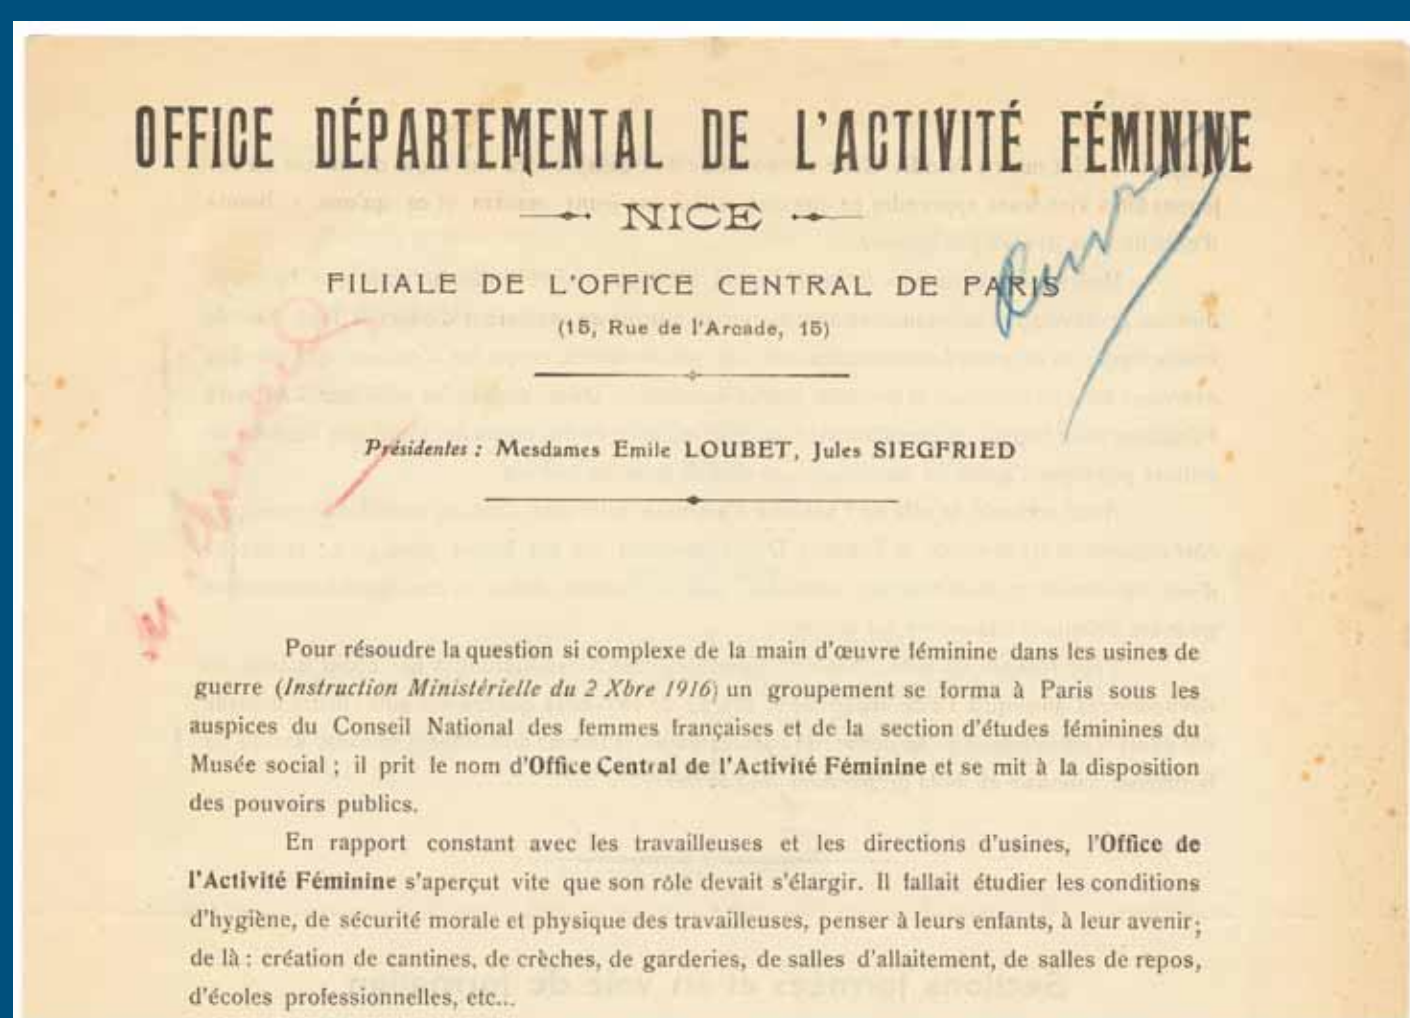 OFFICE DÉPARTEMENTAL DE L'ACTIVITÉ FÉMININE
NICE
FILIALE DE L'OFFICE CENTRAL DE PARIS
(15, Rue de l'Arcade, 15)
Présidentes : Mesdames Emile LOUBET, Jules SIEGFRIED
Pour résoudre la question si complexe de la main d'œuvre féminine dans les usines de
guerre (Instruction Ministérielle du 2 Xbre 1916) un groupement se forma à Paris sous les
auspices du Conseil National des femmes françaises et de la section d'études féminines du
Musée social ; il prit le nom d'Office Central de l'Activité Féminine et se mit à la disposition
des pouvoirs publics.
En rapport constant avec les travailleuses et les directions d'usines, l'Office de
l'Activité Féminine s'aperçut vite que son rôle devait s'élargir. Il fallait étudier les conditions
d'hygiène, de sécurité morale et physique des travailleuses, penser à leurs enfants, à leur avenir;
de là : création de cantines, de crèches, de garderies, de salles d'allaitement, de salles de repos,
d'écoles professionnelles, etc...